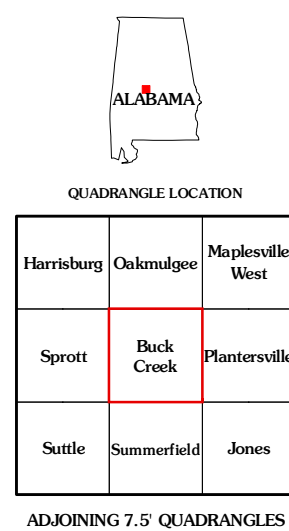 ALABAMA
QUADRANGLE LOCATION
Harrisburg Oakmulgee Maplesville
West
Sprott Buck
Creek Plantersville
Suttle Summerfield Jones
ADJOINING 7.5' QUADRANGLES